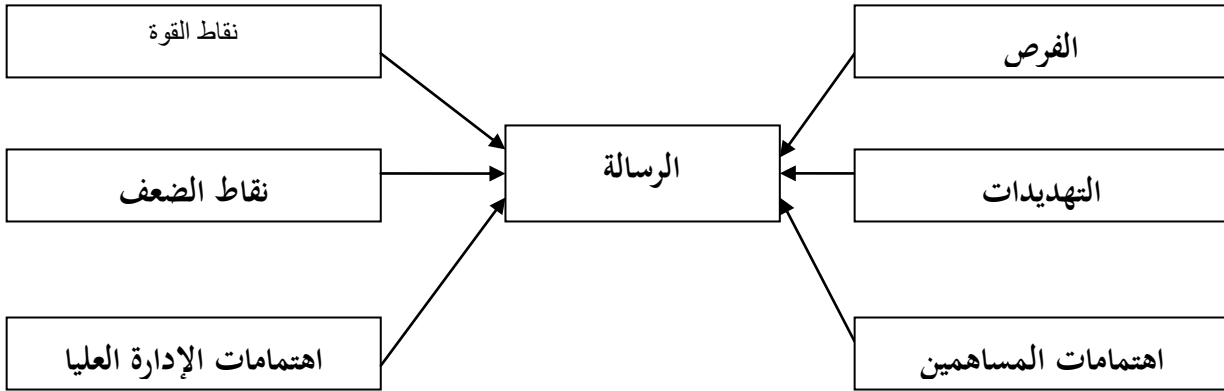 الفرص
نقاط القوة
التهديدات
الرسالة
نقاط الضعف
اهتمامات المساهمين
اهتمامات الإدارة العليا